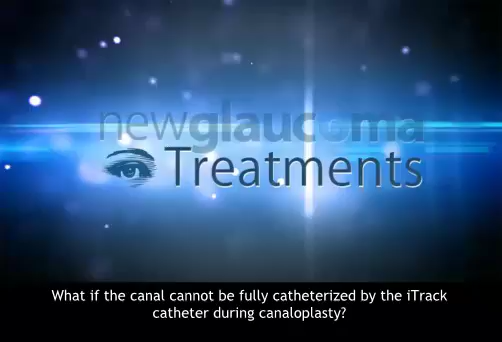 newglaucoma
Treatments
What if the canal cannot be fully catheterized by the iTrack
catheter during canaloplasty?